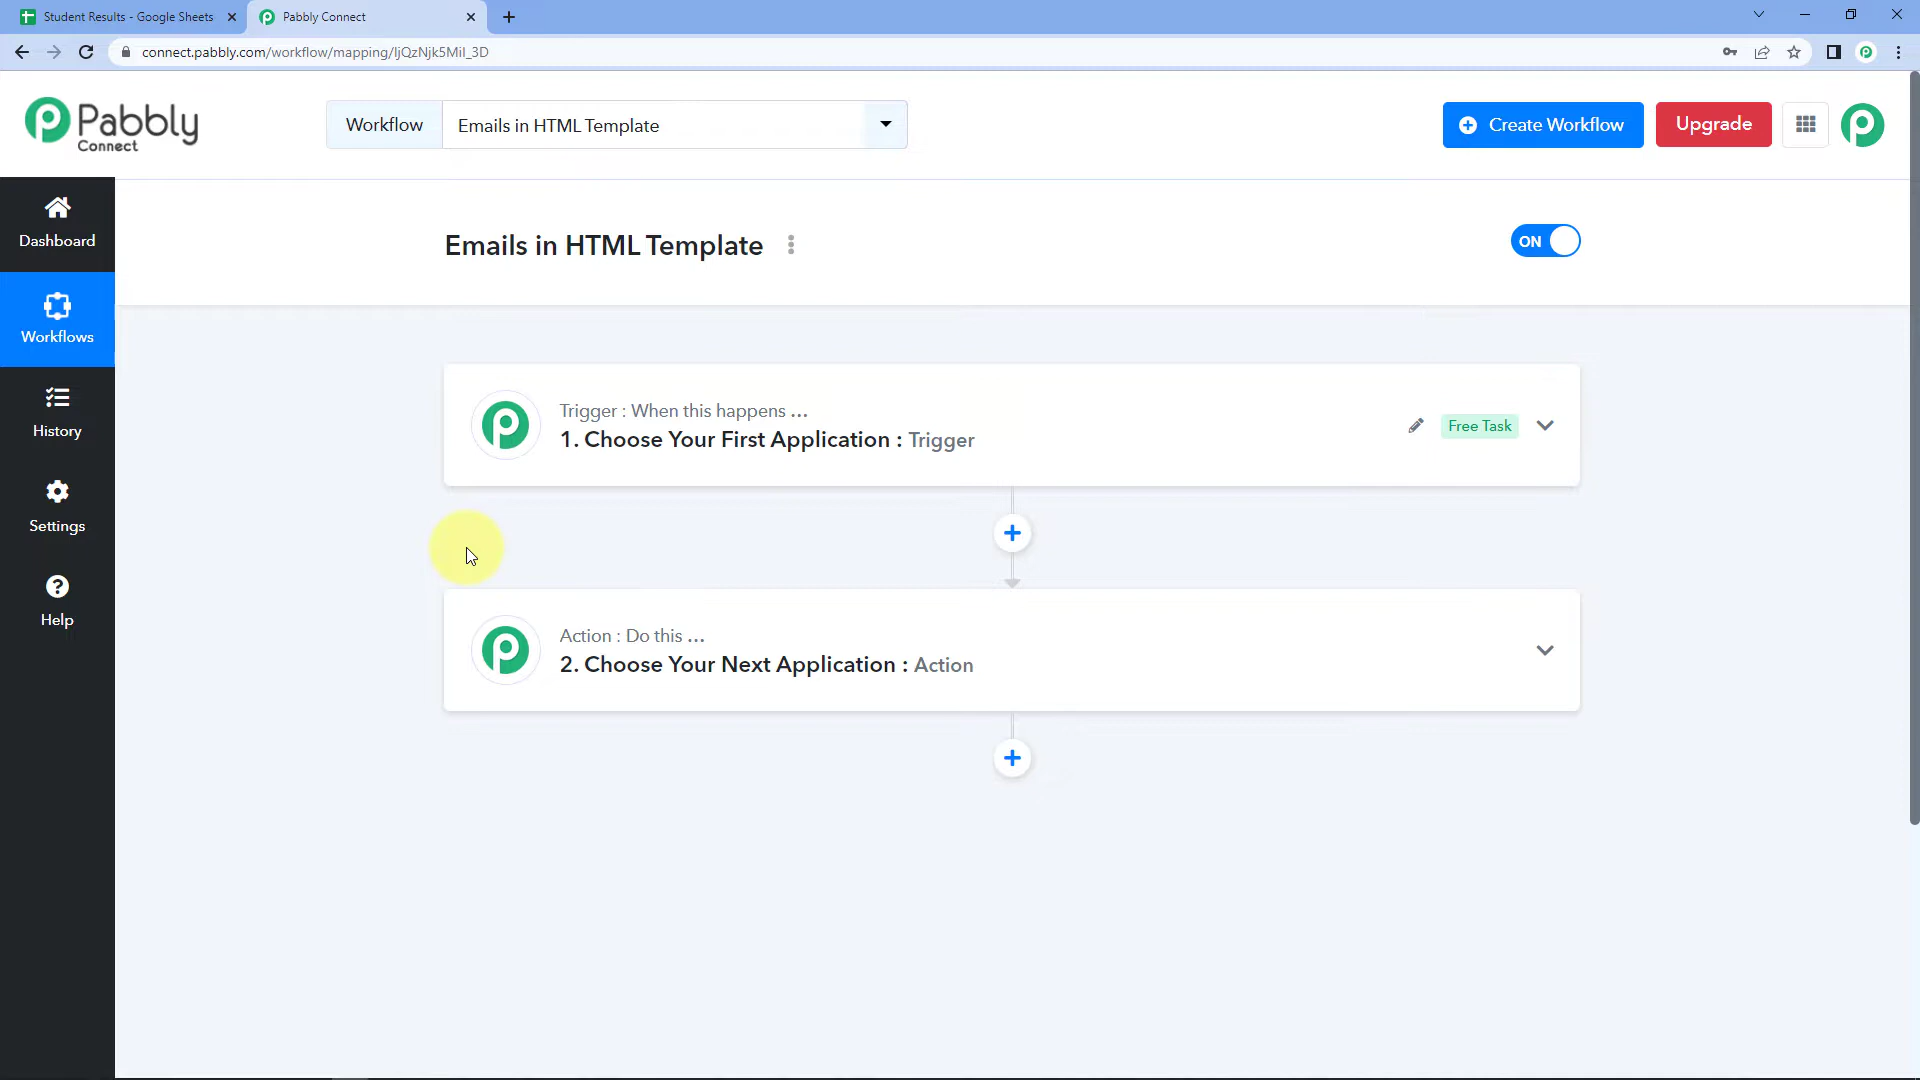 Student Results - Google Sheets
Pabbly Connect
connect.pabbly.com/workflow/mapping/IjQzNjk5MiI_3D
Pabbly
Connect
Workflow
Emails in HTML Template
Create Workflow
Upgrade
Dashboard
Workflows
History
Settings
Help
Emails in HTML Template
ON
Trigger : When this happens ...
1. Choose Your First Application : Trigger
Free Task
Action : Do this ...
2. Choose Your Next Application : Action